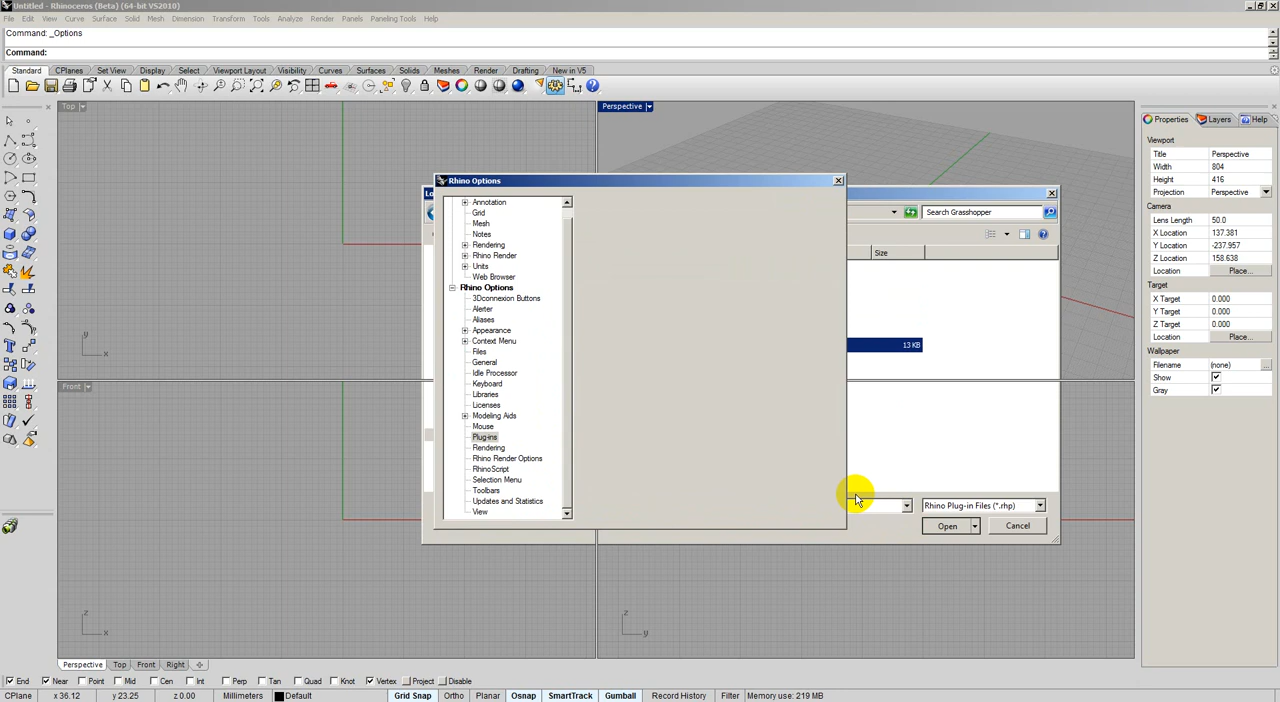 Untitled - Rhinoceros (Beta) (64-bit VS2010)
File Edit View Curve Surface Solid Mesh Dimension Transform Tools Analyze Render Panels Paneling Tools Help
Command: _Options
Command:
Standard CPlanes Set View Display Select Viewport Layout Visibility Curves Surfaces Solids Meshes Render Drafting New in V5
Top
Perspective
Properties Layers Help
Viewport
Title Perspective
Width 804
Height 416
Projection Perspective
Camera
Lens Length 50.0
X Location 137.381
Y Location -237.957
Z Location 158.638
Location Place...
Target
X Target 0.000
Y Target 0.000
Z Target 0.000
Location Place...
Wallpaper
Filename (none) ...
Show
Gray
Lo
Rhino Options
Annotation
Grid
Mesh
Notes
Rendering
Rhino Render
Units
Web Browser
Rhino Options
3Dconnexion Buttons
Alerter
Aliases
Appearance
Context Menu
Files
General
Idle Processor
Keyboard
Libraries
Licenses
Modeling Aids
Mouse
Plug-ins
Rendering
Rhino Render Options
RhinoScript
Selection Menu
Toolbars
Updates and Statistics
View
Search Grasshopper
Size
13 KB
Rhino Plug-in Files (*.rhp)
Open Cancel
y
x
Front
z
x
z
y
Perspective Top Front Right
End Near Point Mid Cen Int Perp Tan Quad Knot Vertex Project Disable
CPlane x 36.12 y 23.25 z 0.00 Millimeters Default Grid Snap Ortho Planar Osnap SmartTrack Gumball Record History Filter Memory use: 219 MB